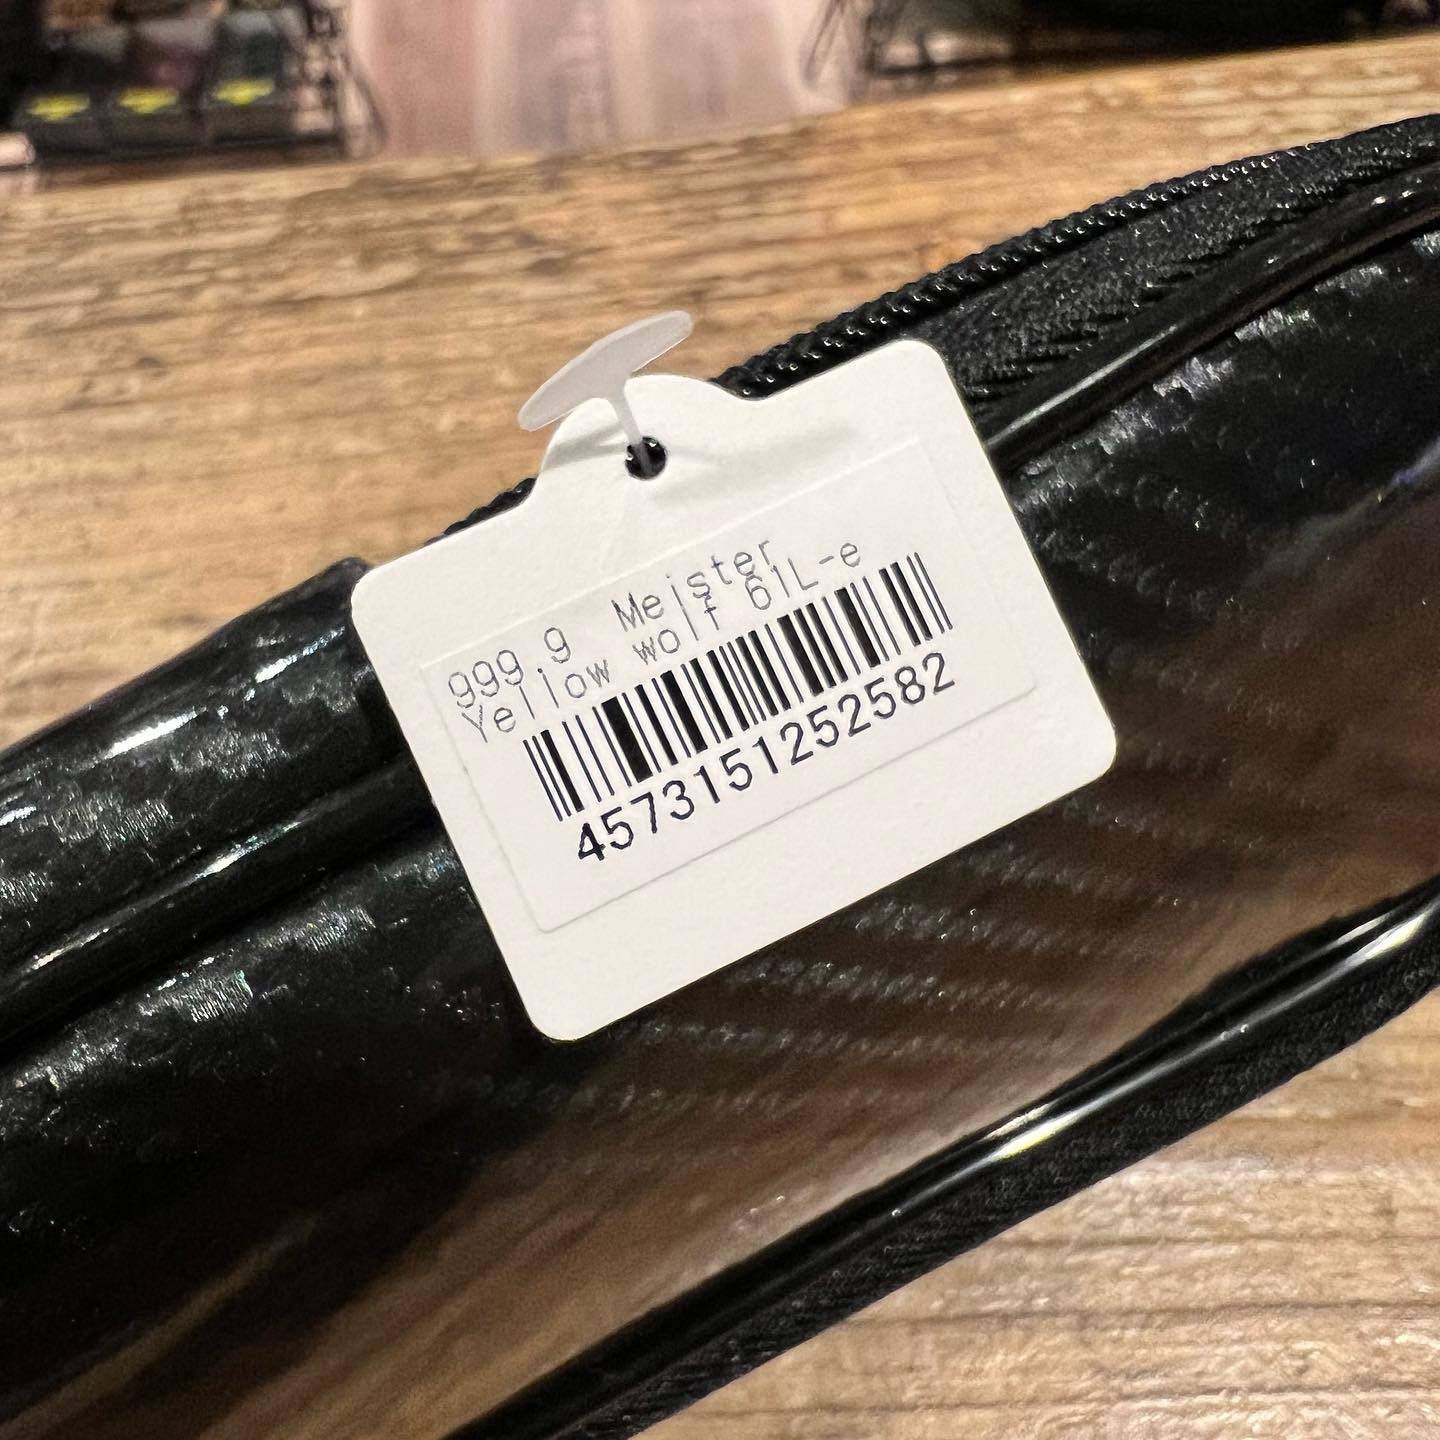 999.9 Meister
Yellow wolf 61L-e
4573151252582